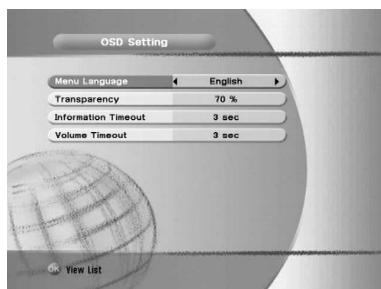 OSD Setting
Menu Language English
Transparency 70 %
Information Timeout 3 sec
Volume Timeout 3 sec
OK View List